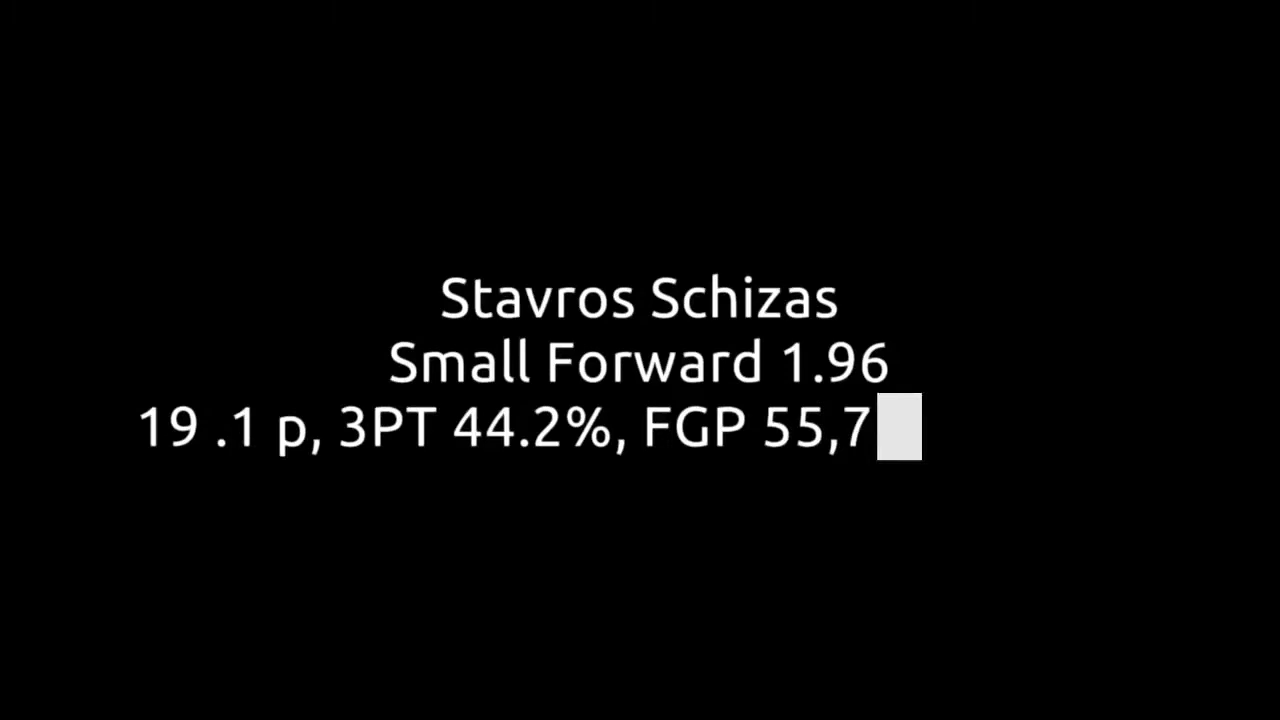 Stavros Schizas
Small Forward 1.96
19 .1 p, 3PT 44.2%, FGP 55,7